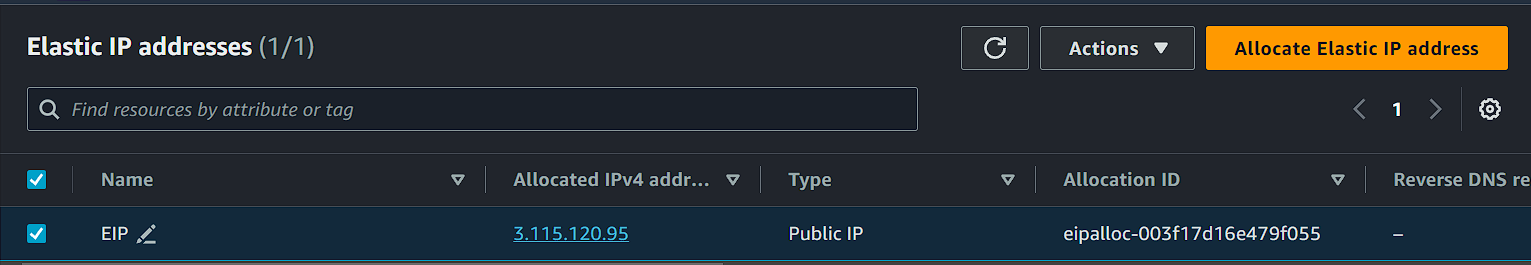 Elastic IP addresses (1/1)
Actions
Allocate Elastic IP address
Find resources by attribute or tag
1
Name Allocated IPv4 addr... Type Allocation ID Reverse DNS re
EIP 3.115.120.95 Public IP eipalloc-003f17d16e479f055 –